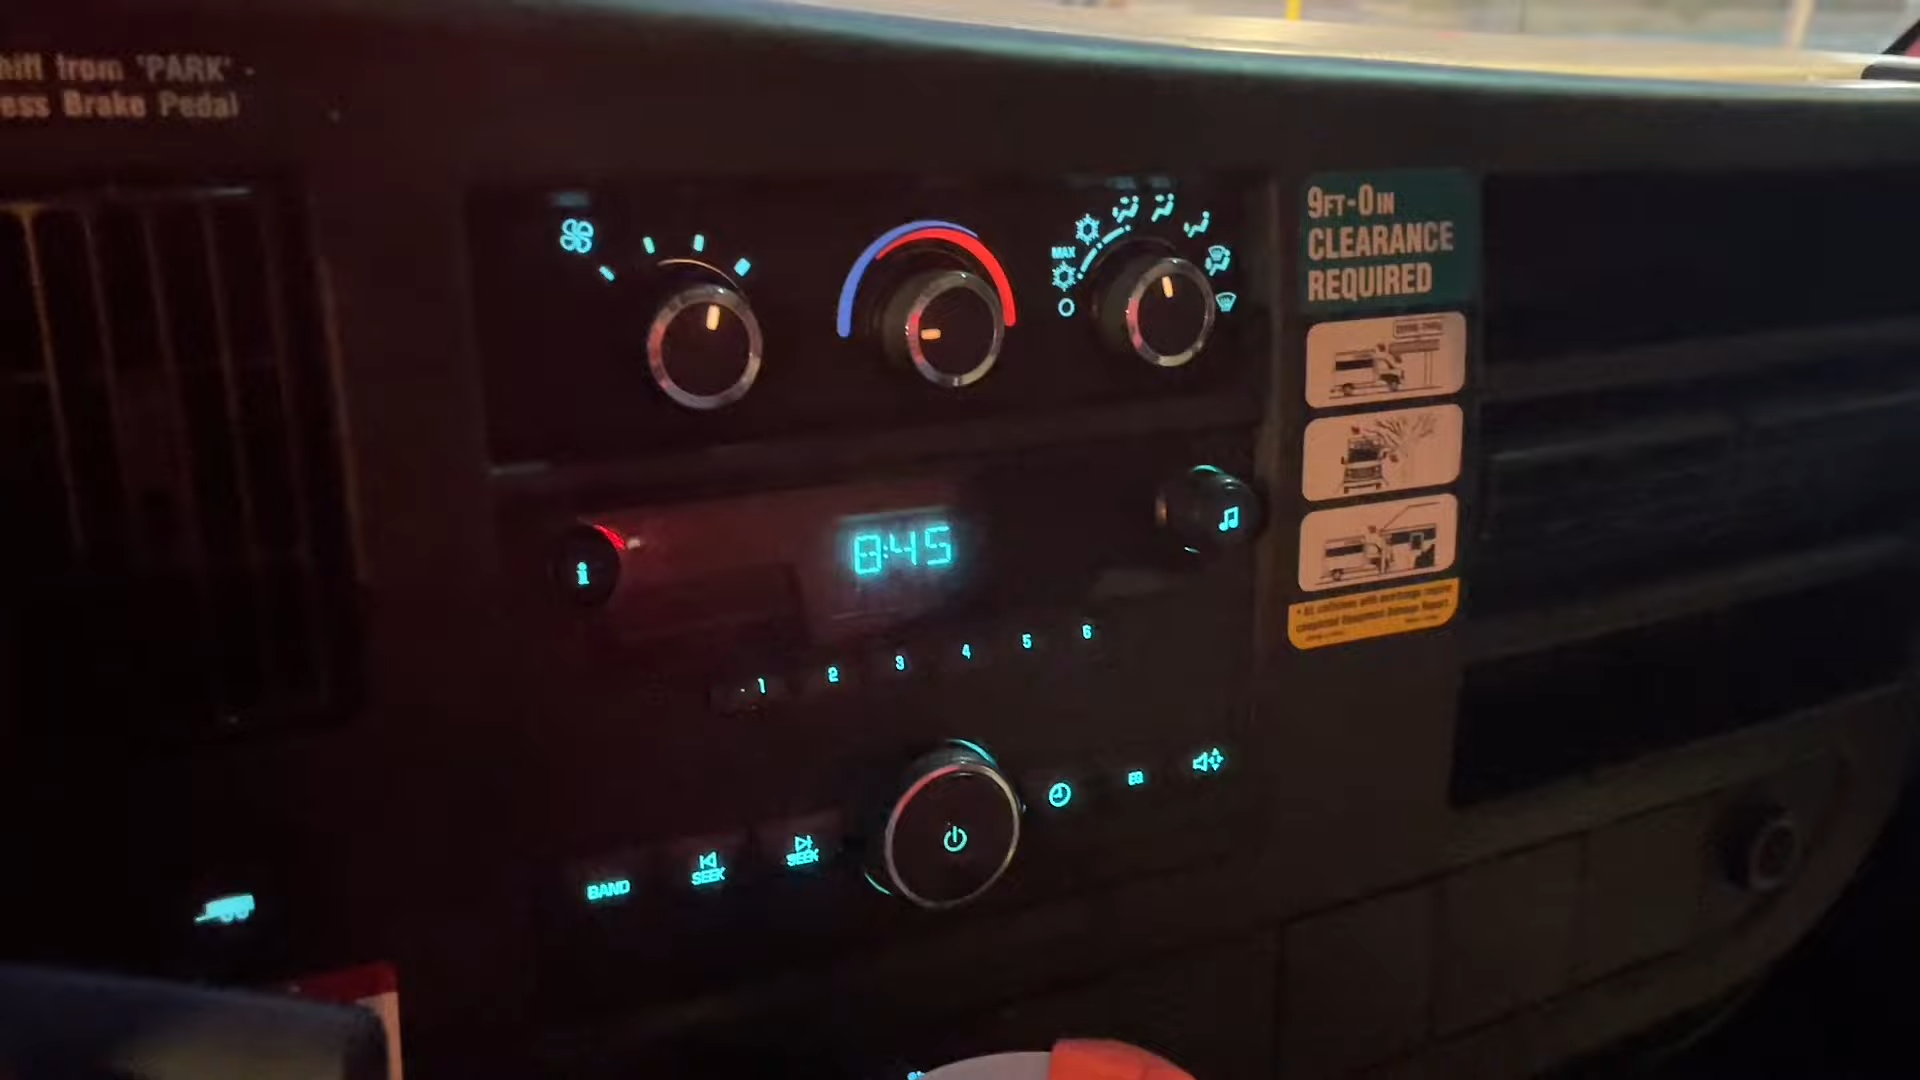 hift from 'PARK' -
ess Brake Pedal
9FT-0IN
CLEARANCE
REQUIRED
MAX
8:45
1 2 3 4 5 6
BAND
SEEK
SEEK
EQ